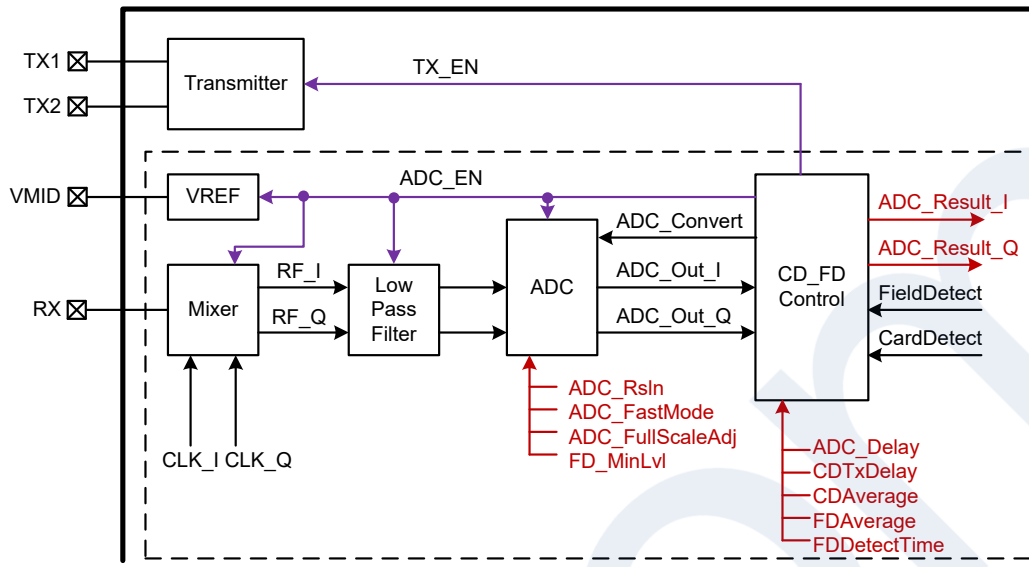 TX1
TX2
Transmitter
TX_EN
VMID
VREF
ADC_EN
ADC_Convert
ADC_Result_I
ADC_Result_Q
RX
Mixer
RF_I
RF_Q
Low
Pass
Filter
ADC
ADC_Out_I
ADC_Out_Q
CD_FD
Control
FieldDetect
CardDetect
CLK_I
CLK_Q
ADC_Rsln
ADC_FastMode
ADC_FullScaleAdj
FD_MinLvl
ADC_Delay
CDTxDelay
CDAverage
FDAverage
FDDetectTime